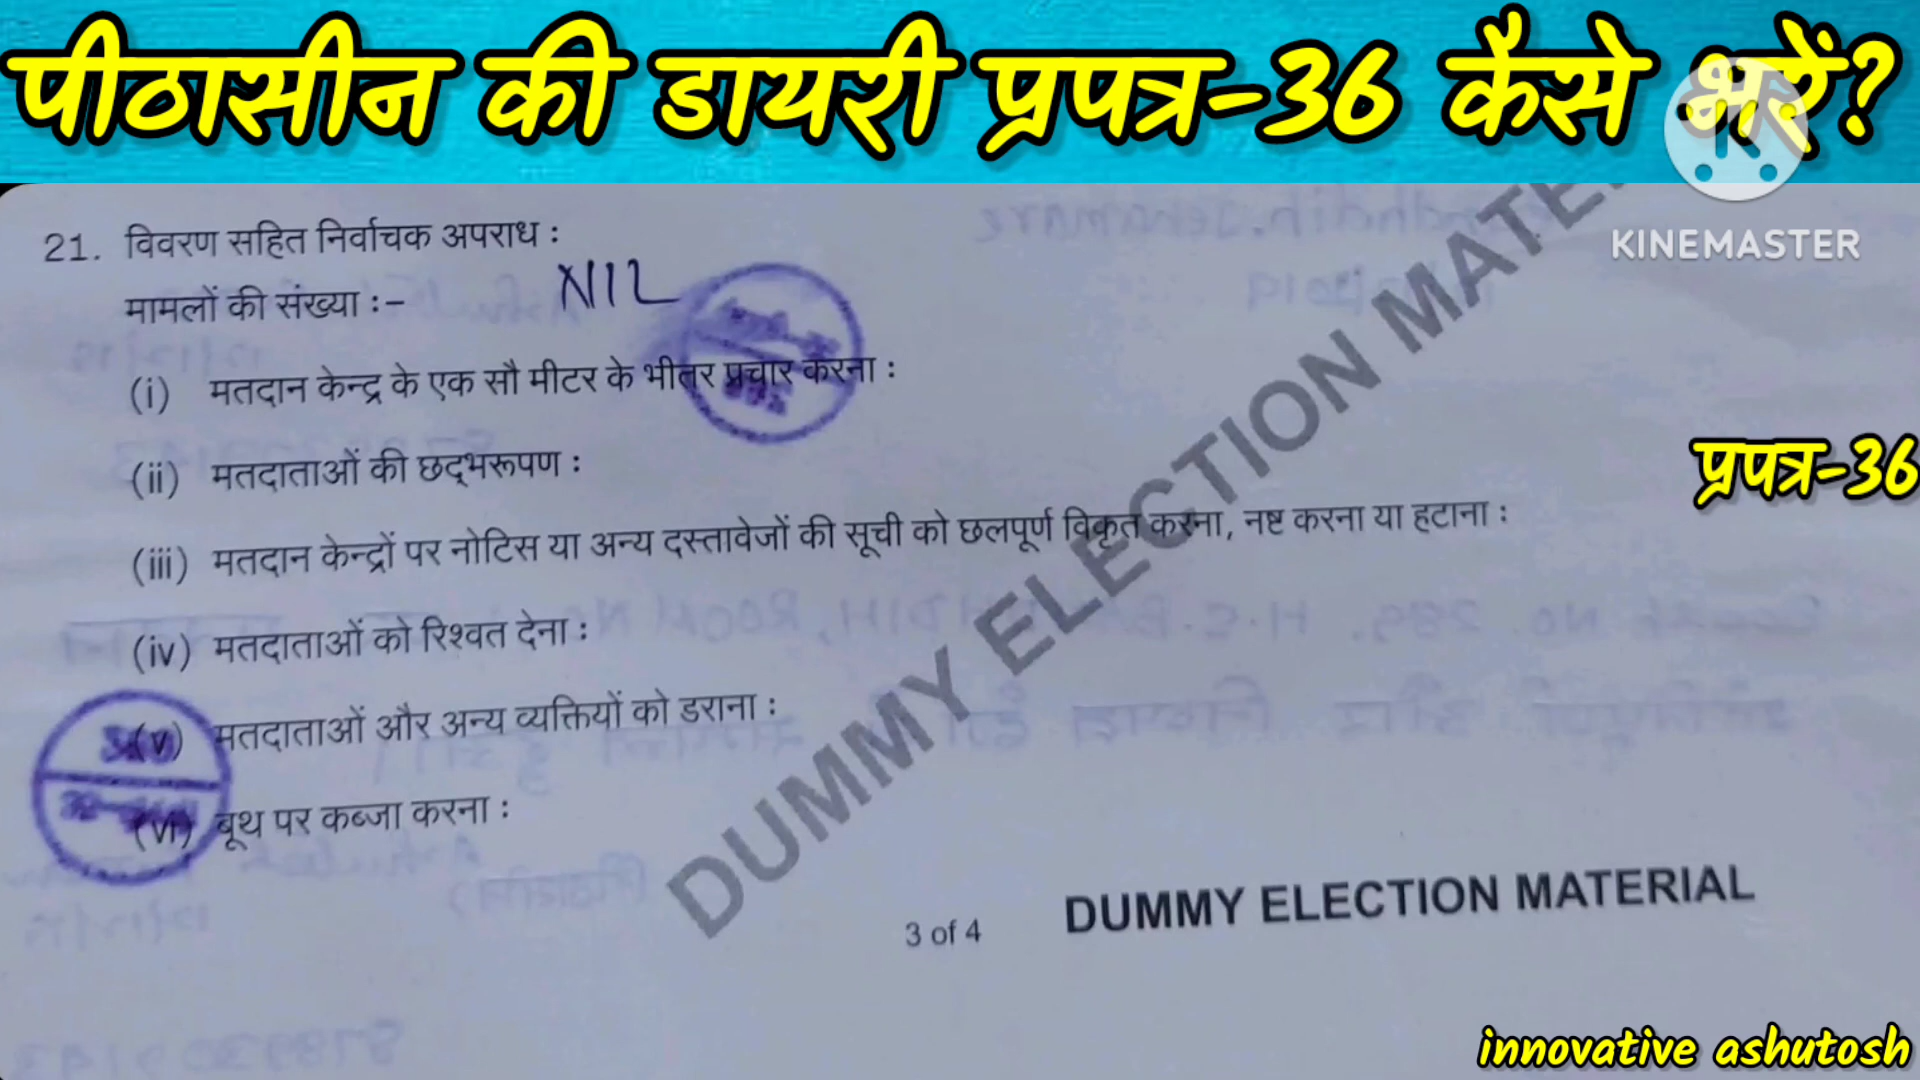 पीठासीन की डायरी प्रपत्र-36 कैसे भरें?
KINEMASTER
21. विवरण सहित निर्वाचक अपराध :
मामलों की संख्या :– NIL
(i) मतदान केन्द्र के एक सौ मीटर के भीतर प्रचार करना :
(ii) मतदाताओं की छद्भरूपण :
प्रपत्र-36
(iii) मतदान केन्द्रों पर नोटिस या अन्य दस्तावेजों की सूची को छलपूर्ण विकृत करना, नष्ट करना या हटाना :
(iv) मतदाताओं को रिश्वत देना :
(v) मतदाताओं और अन्य व्यक्तियों को डराना :
(vi) बूथ पर कब्जा करना :
DUMMY ELECTION MATE
3 of 4 DUMMY ELECTION MATERIAL
innovative ashutosh